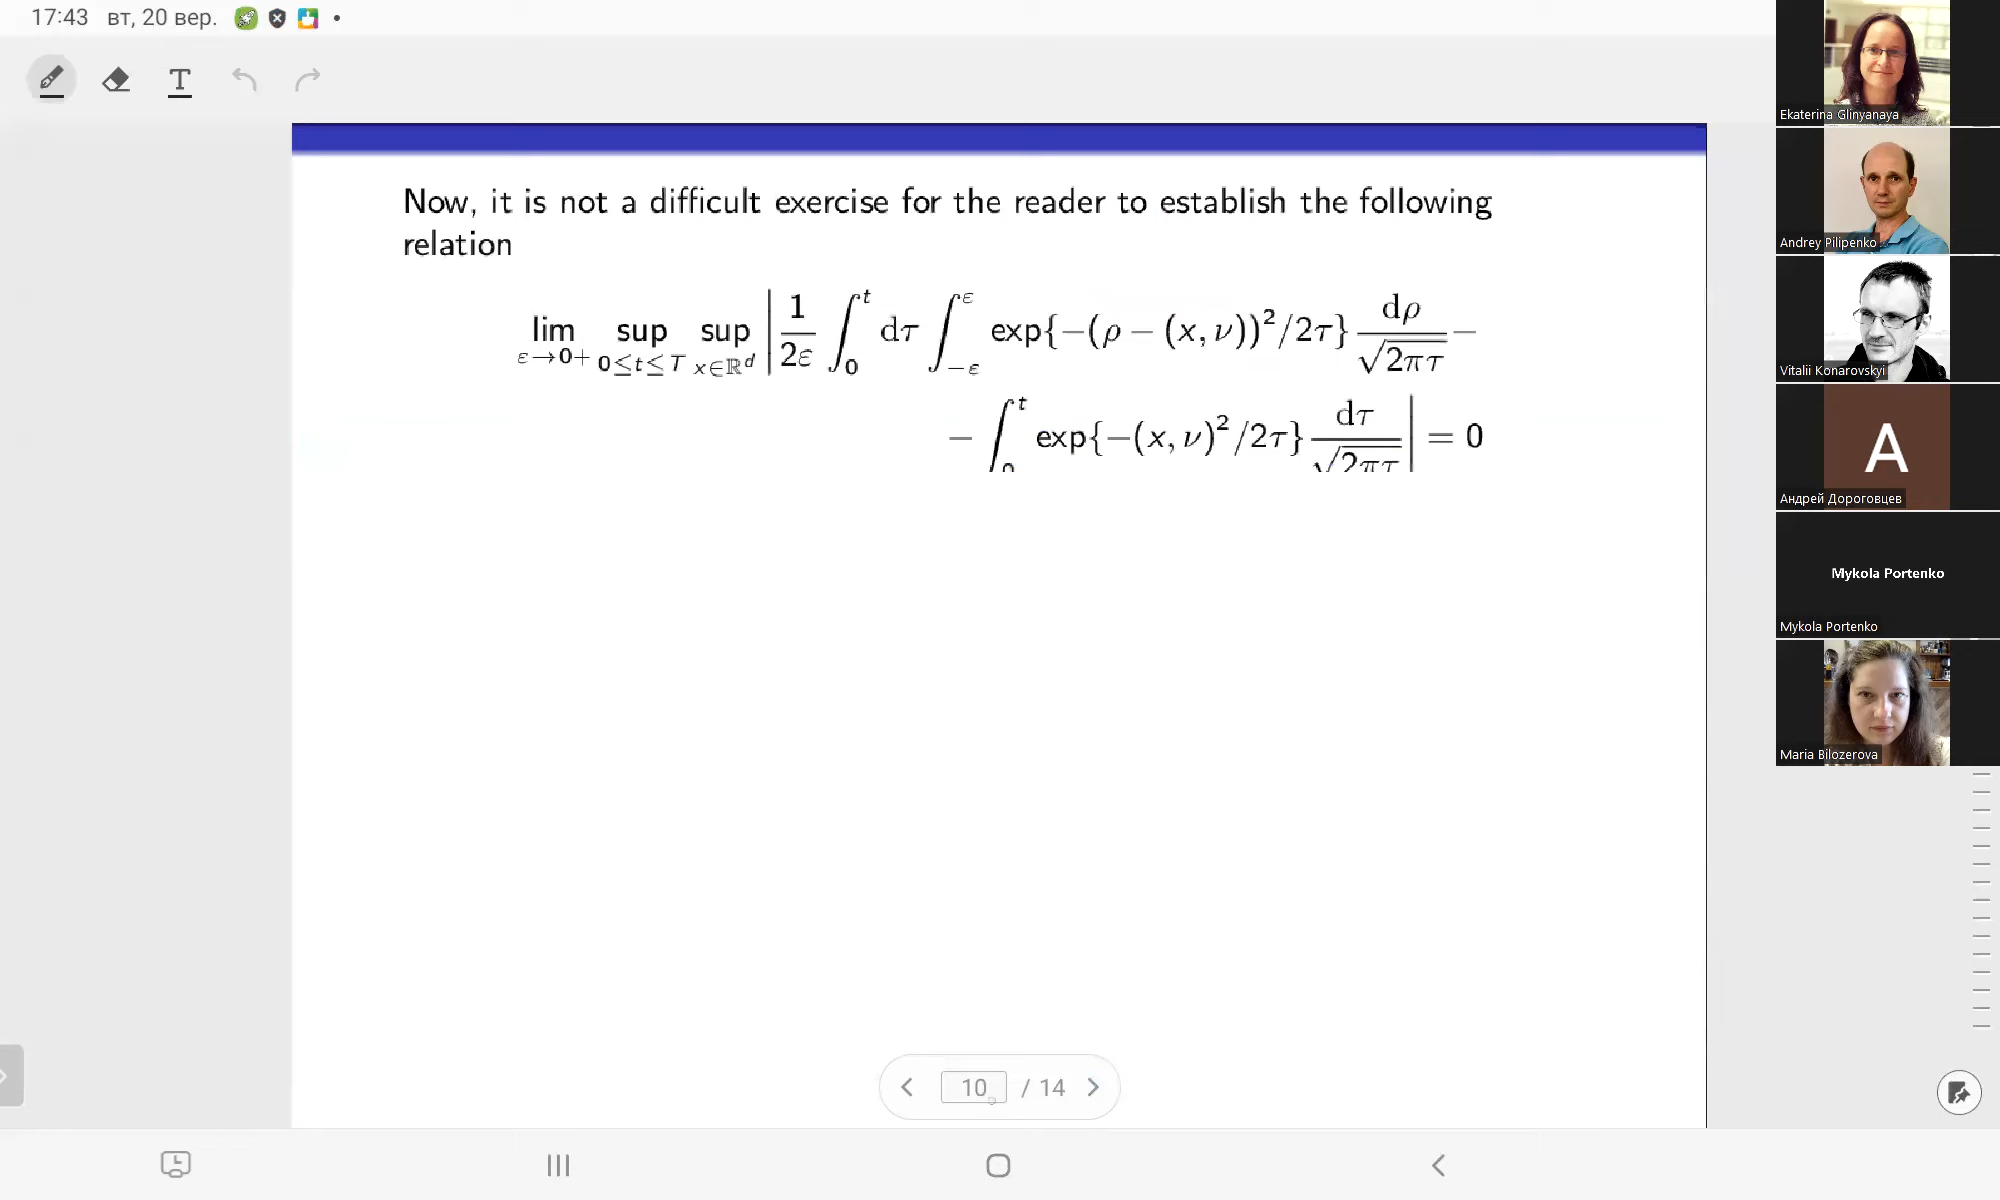 17:43 вт, 20 вер.
T
Now, it is not a difficult exercise for the reader to establish the following
relation
lim_{ε→0+} sup_{0≤t≤T} sup_{x∈ℝ^d} | 1/2ε ∫_0^t dτ ∫_{−ε}^ε exp{−(ρ − (x, ν))²/2τ} dρ/√2πτ −
− ∫_0^t exp{−(x, ν)²/2τ} dτ/√2πτ | = 0
10 / 14
Ekaterina Glinyanaya
Andrey Pilipenko
Vitalii Konarovskyi
A
Андрей Дороговцев
Mykola Portenko
Mykola Portenko
Maria Bilozerova